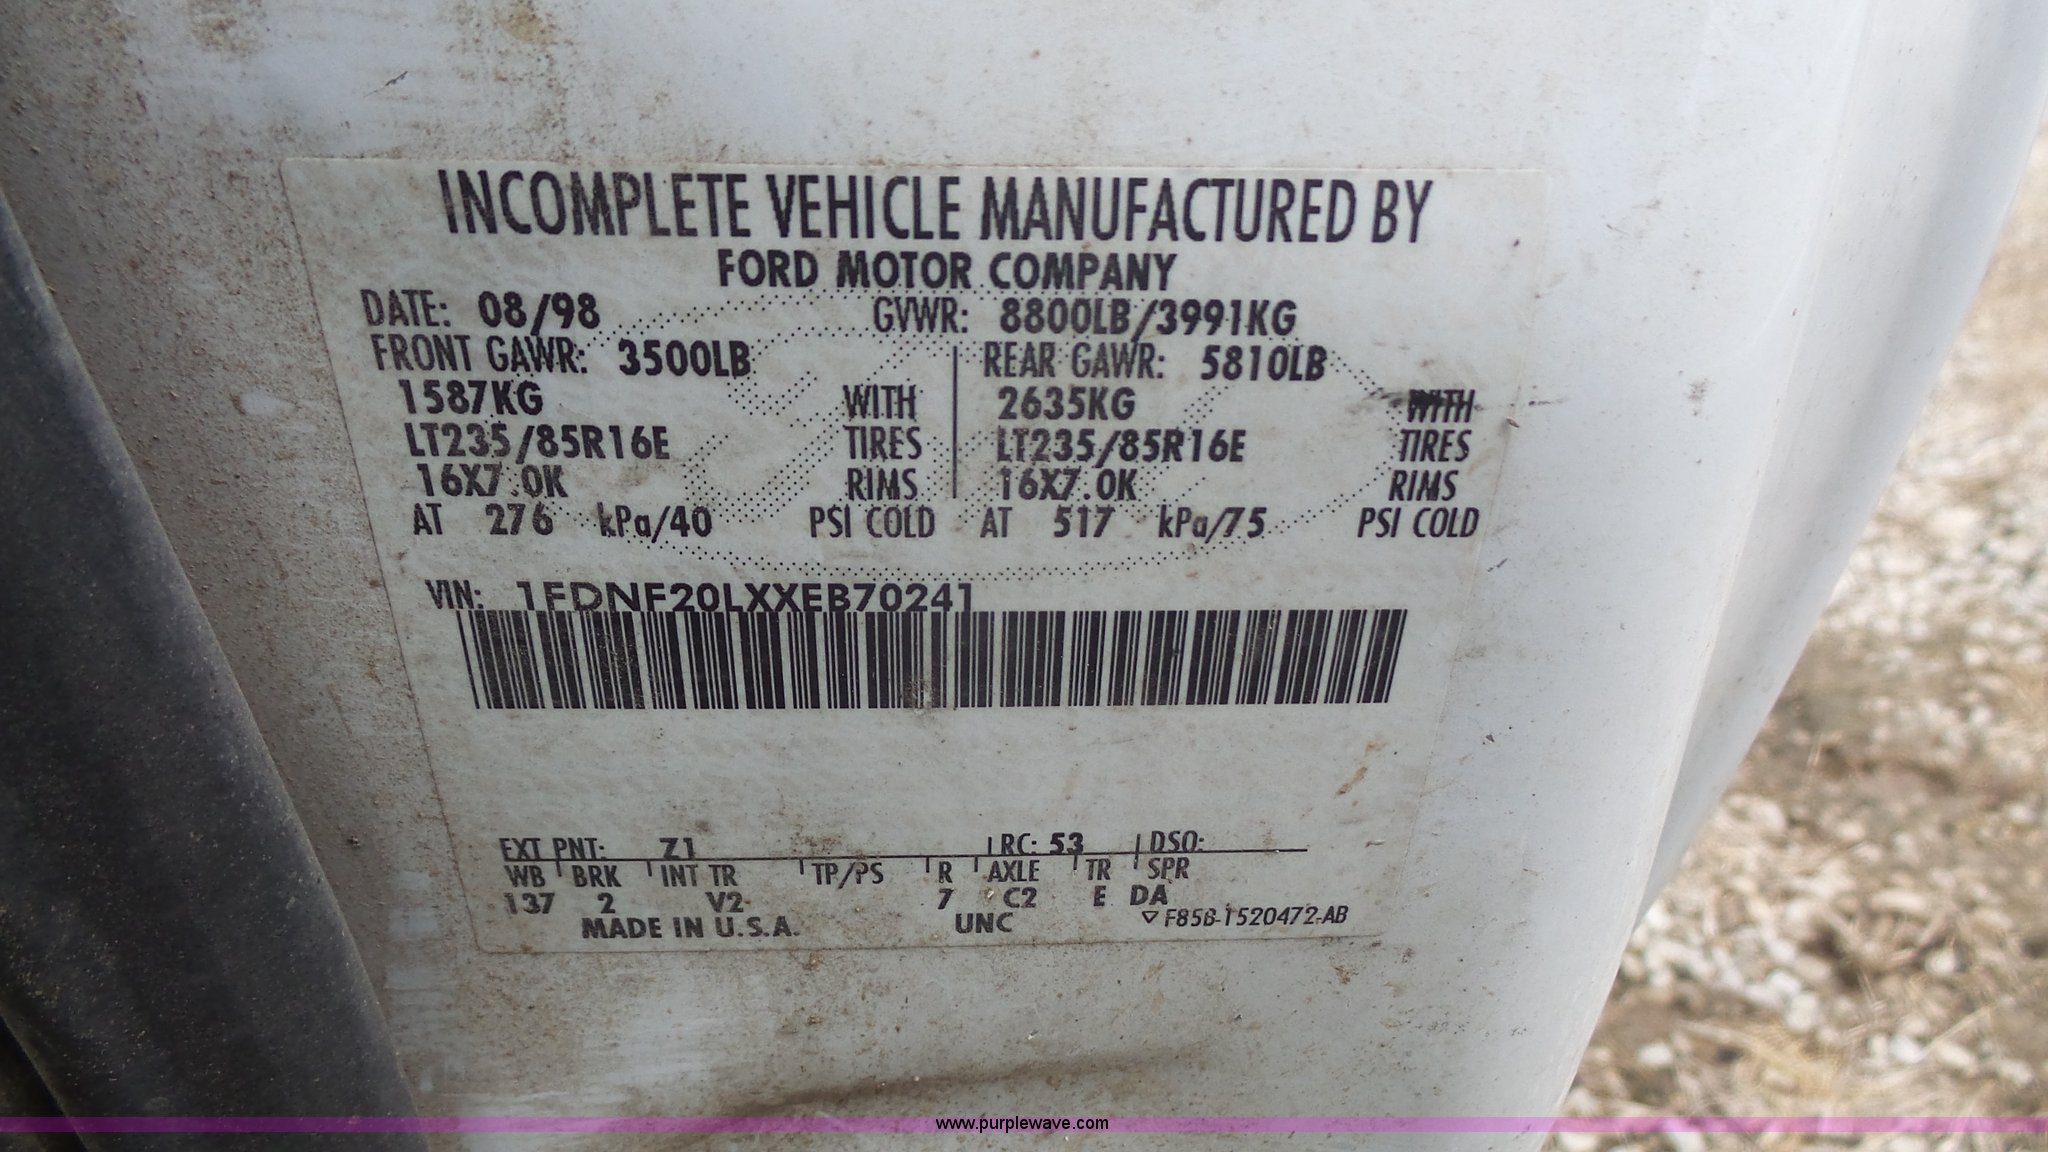 INCOMPLETE VEHICLE MANUFACTURED BY
FORD MOTOR COMPANY
DATE: 08/98 GVWR: 8800LB/3991KG
FRONT GAWR: 3500LB REAR GAWR: 5810LB
1587KG WITH 2635KG WITH
LT235/85R16E TIRES LT235/85R16E TIRES
16X7.0K RIMS 16X7.0K RIMS
AT 276 kPa/40 PSI COLD AT 517 kPa/75 PSI COLD
VIN: 1FDNF20LXXEB70241
EXT PNT: Z1 RC: 53 DSO:
WB BRK INT TR TP/PS R AXLE TR SPR
137 2 V2 7 C2 E DA
MADE IN U.S.A. UNC ▽F85B-1520472-AB
www.purplewave.com